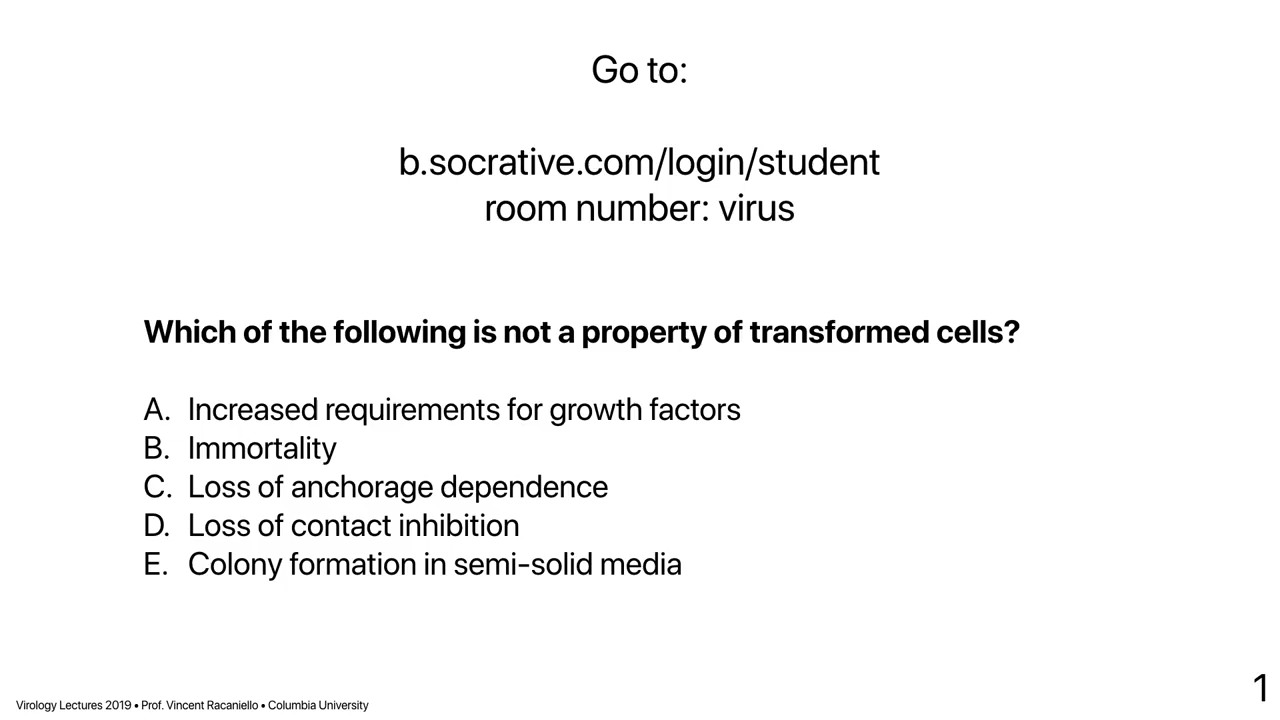 Go to:
b.socrative.com/login/student
room number: virus
Which of the following is not a property of transformed cells?
A. Increased requirements for growth factors
B. Immortality
C. Loss of anchorage dependence
D. Loss of contact inhibition
E. Colony formation in semi-solid media
Virology Lectures 2019 • Prof. Vincent Racaniello • Columbia University
1